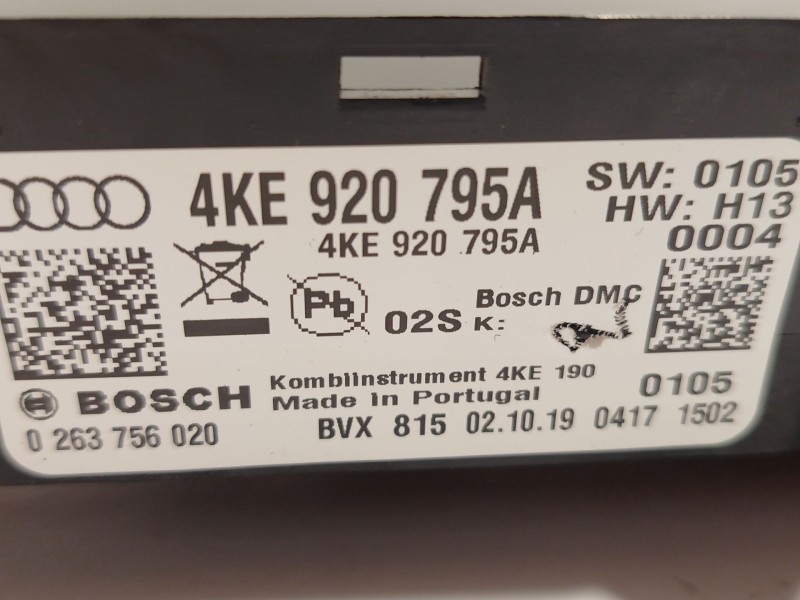 4KE 920 795A
SW: 0105
HW: H13
4KE 920 795A
0004
Pb
02S
Bosch DMC
K:
BOSCH
Kombiinstrument 4KE 190
0105
Made in Portugal
0 263 756 020
BVX 815 02.10.19 0417 1502